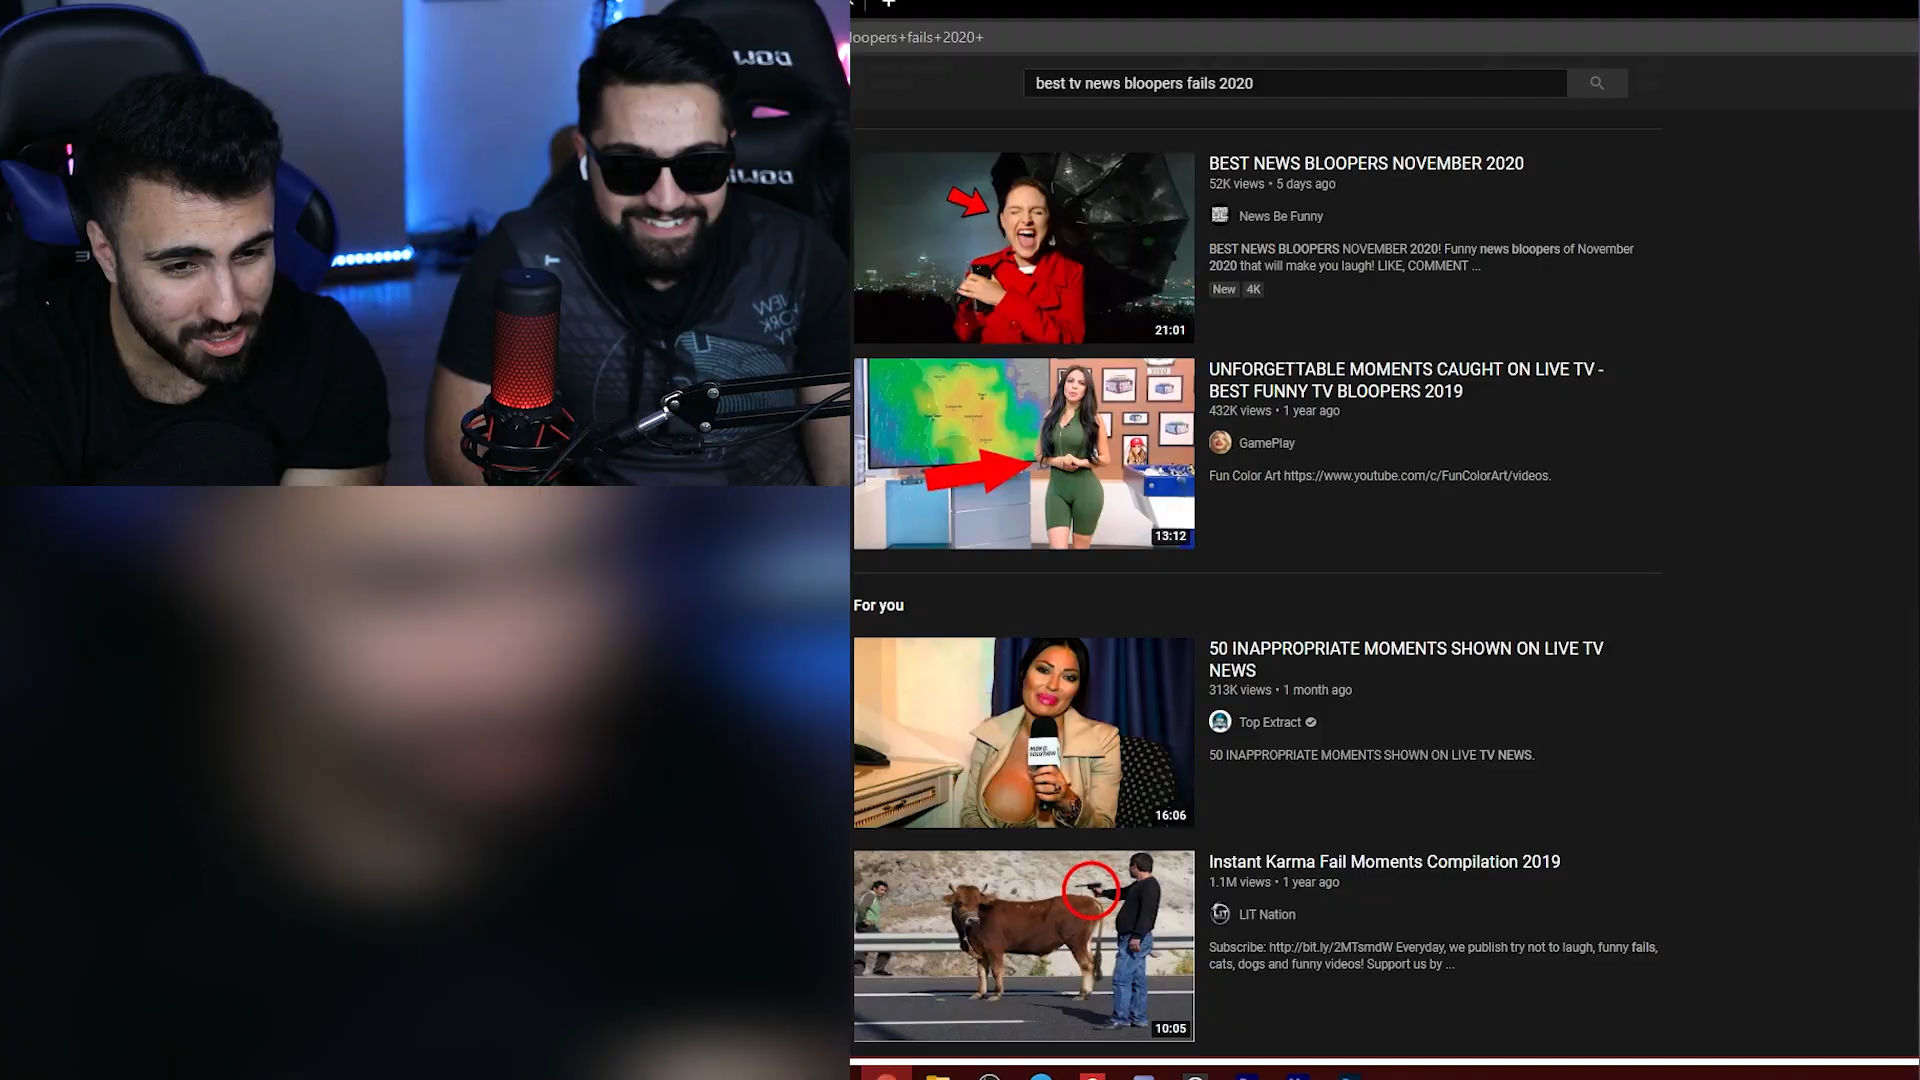 loopers+fails+2020+
best tv news bloopers fails 2020
BEST NEWS BLOOPERS NOVEMBER 2020
52K views • 5 days ago
News Be Funny
BEST NEWS BLOOPERS NOVEMBER 2020! Funny news bloopers of November
2020 that will make you laugh! LIKE, COMMENT ...
New 4K
21:01
UNFORGETTABLE MOMENTS CAUGHT ON LIVE TV -
BEST FUNNY TV BLOOPERS 2019
432K views • 1 year ago
GamePlay
Fun Color Art https://www.youtube.com/c/FunColorArt/videos.
13:12
For you
50 INAPPROPRIATE MOMENTS SHOWN ON LIVE TV
NEWS
313K views • 1 month ago
Top Extract
50 INAPPROPRIATE MOMENTS SHOWN ON LIVE TV NEWS.
16:06
Instant Karma Fail Moments Compilation 2019
1.1M views • 1 year ago
LIT Nation
Subscribe: http://bit.ly/2MTsmdW Everyday, we publish try not to laugh, funny fails,
cats, dogs and funny videos! Support us by ...
10:05
NEW
YORK